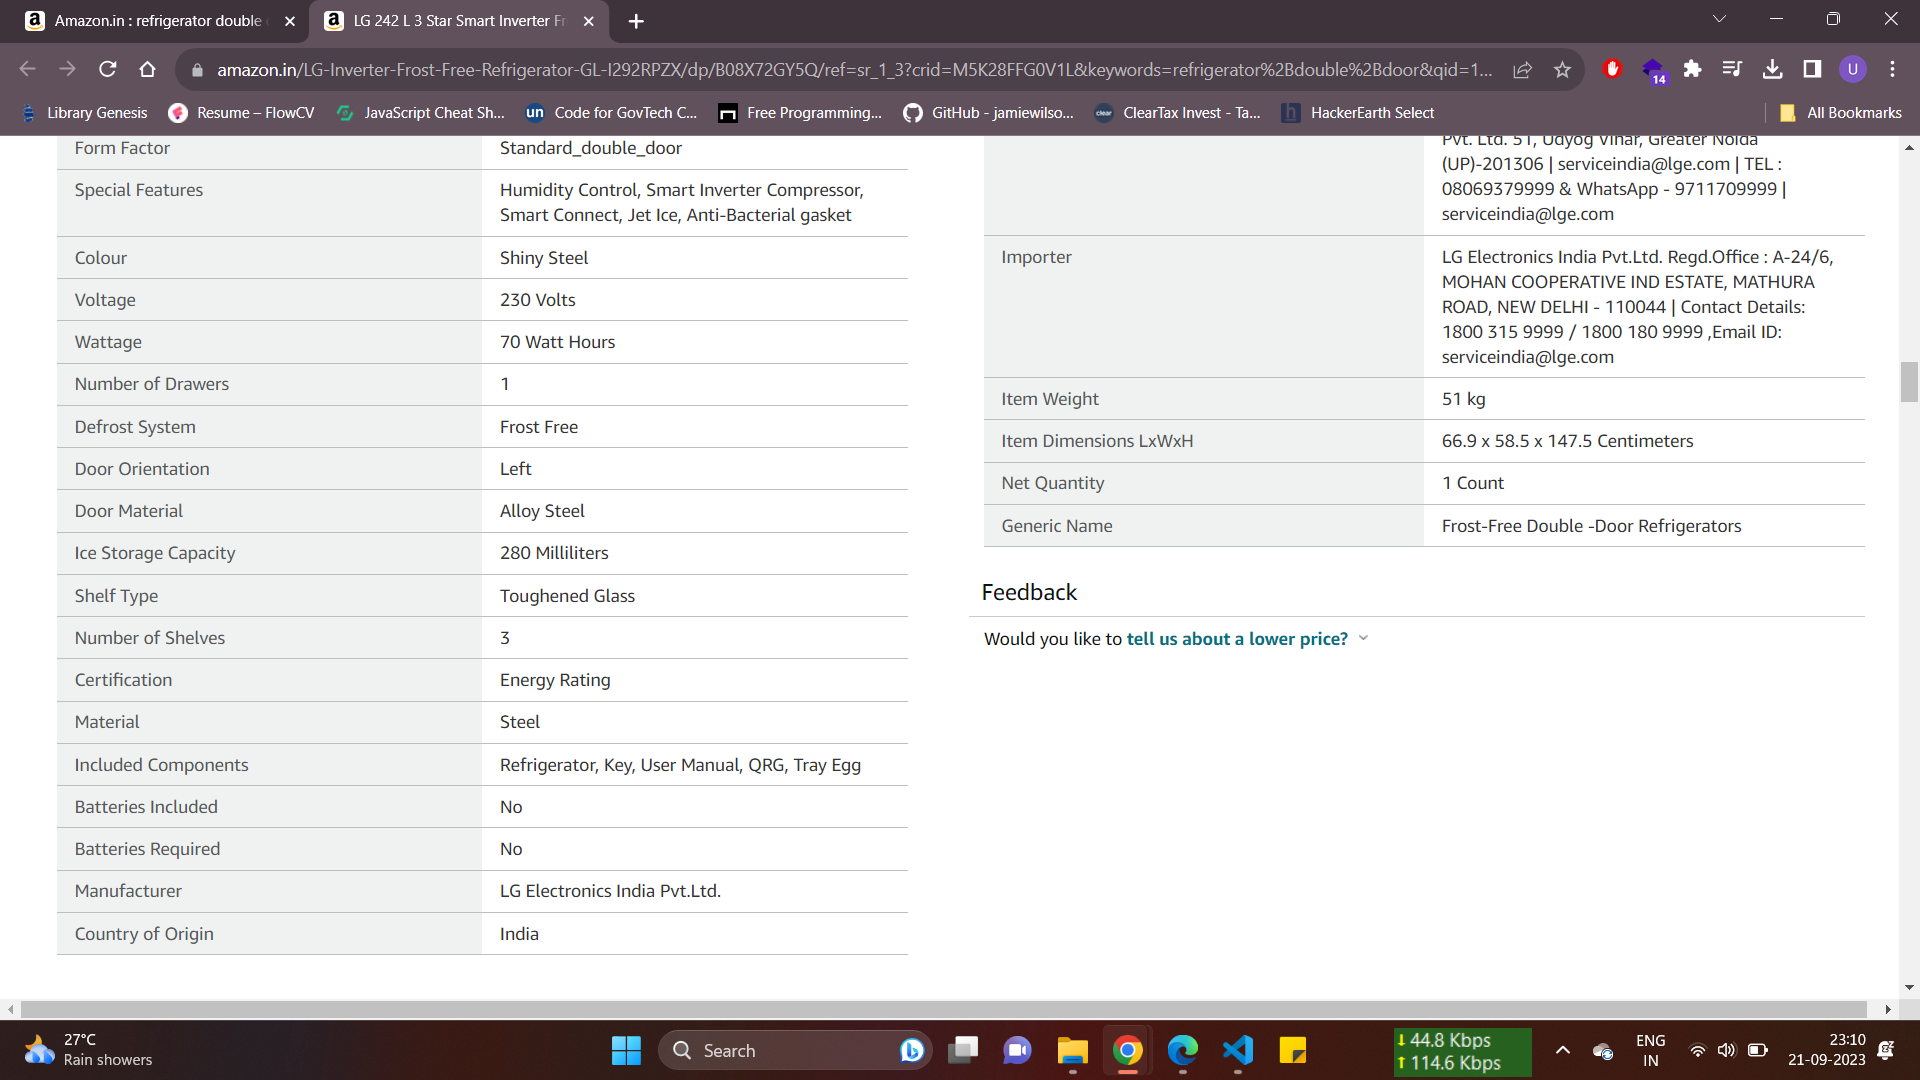 Amazon.in : refrigerator double
LG 242 L 3 Star Smart Inverter Fr
amazon.in/LG-Inverter-Frost-Free-Refrigerator-GL-I292RPZX/dp/B08X72GY5Q/ref=sr_1_3?crid=M5K28FFG0V1L&keywords=refrigerator%2Bdouble%2Bdoor&qid=1...
14
U
Library Genesis
Resume – FlowCV
JavaScript Cheat Sh...
un Code for GovTech C...
Free Programming...
GitHub - jamiewilso...
clear ClearTax Invest - Ta...
h HackerEarth Select
All Bookmarks
Form Factor Standard_double_door
Special Features Humidity Control, Smart Inverter Compressor,
Smart Connect, Jet Ice, Anti-Bacterial gasket
Colour Shiny Steel
Voltage 230 Volts
Wattage 70 Watt Hours
Number of Drawers 1
Defrost System Frost Free
Door Orientation Left
Door Material Alloy Steel
Ice Storage Capacity 280 Milliliters
Shelf Type Toughened Glass
Number of Shelves 3
Certification Energy Rating
Material Steel
Included Components Refrigerator, Key, User Manual, QRG, Tray Egg
Batteries Included No
Batteries Required No
Manufacturer LG Electronics India Pvt.Ltd.
Country of Origin India
Pvt. Ltd. 51, Udyog Vihar, Greater Noida
(UP)-201306 | serviceindia@lge.com | TEL :
08069379999 & WhatsApp - 9711709999 |
serviceindia@lge.com
Importer LG Electronics India Pvt.Ltd. Regd.Office : A-24/6,
MOHAN COOPERATIVE IND ESTATE, MATHURA
ROAD, NEW DELHI - 110044 | Contact Details:
1800 315 9999 / 1800 180 9999 ,Email ID:
serviceindia@lge.com
Item Weight 51 kg
Item Dimensions LxWxH 66.9 x 58.5 x 147.5 Centimeters
Net Quantity 1 Count
Generic Name Frost-Free Double -Door Refrigerators
Feedback
Would you like to tell us about a lower price?
27°C
Rain showers
Search
44.8 Kbps
114.6 Kbps
ENG
IN
23:10
21-09-2023